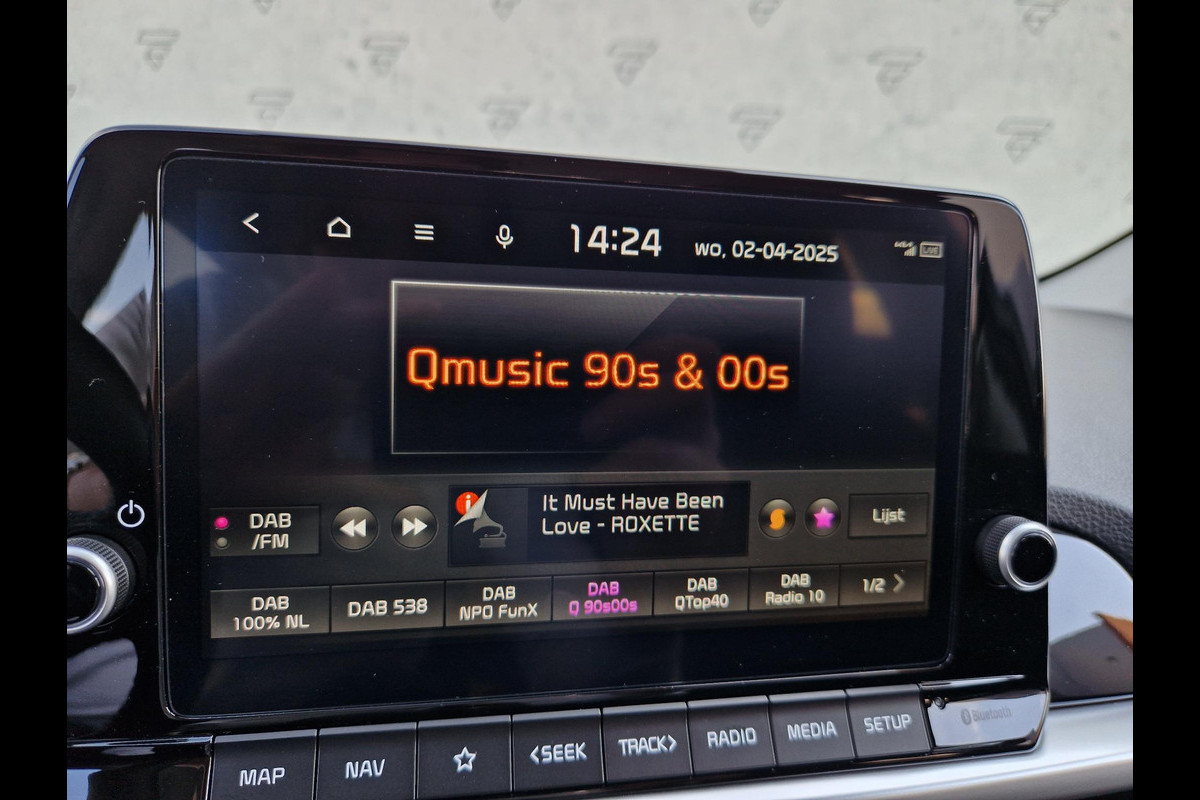 14:24 wo, 02-04-2025
LIVE
Qmusic 90s & 00s
DAB
/FM
i
It Must Have Been
Love - ROXETTE
Lijst
DAB
100% NL
DAB 538
DAB
NPO FunX
DAB
Q 90s00s
DAB
QTop40
DAB
Radio 10
1/2 >
MAP
NAV
<SEEK
TRACK>
RADIO
MEDIA
SETUP
Bluetooth